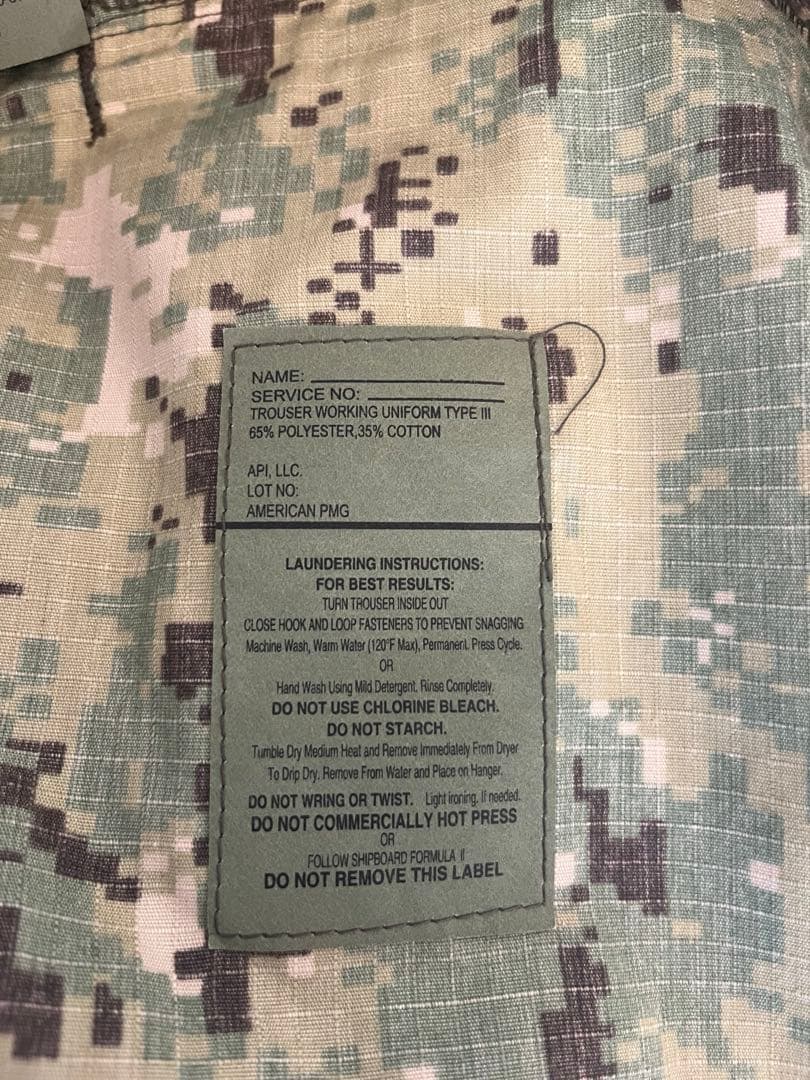 NAME:
SERVICE NO:
TROUSER WORKING UNIFORM TYPE III
65% POLYESTER,35% COTTON
API, LLC.
LOT NO:
AMERICAN PMG
LAUNDERING INSTRUCTIONS:
FOR BEST RESULTS:
TURN TROUSER INSIDE OUT
CLOSE HOOK AND LOOP FASTENERS TO PREVENT SNAGGING
Machine Wash, Warm Water (120°F Max), Permanent. Press Cycle.
OR
Hand Wash Using Mild Detergent. Rinse Completely.
DO NOT USE CHLORINE BLEACH.
DO NOT STARCH.
Tumble Dry Medium Heat and Remove Immediately From Dryer
To Drip Dry. Remove From Water and Place on Hanger.
DO NOT WRING OR TWIST. Light ironing. If needed.
DO NOT COMMERCIALLY HOT PRESS
OR
FOLLOW SHIPBOARD FORMULA II
DO NOT REMOVE THIS LABEL